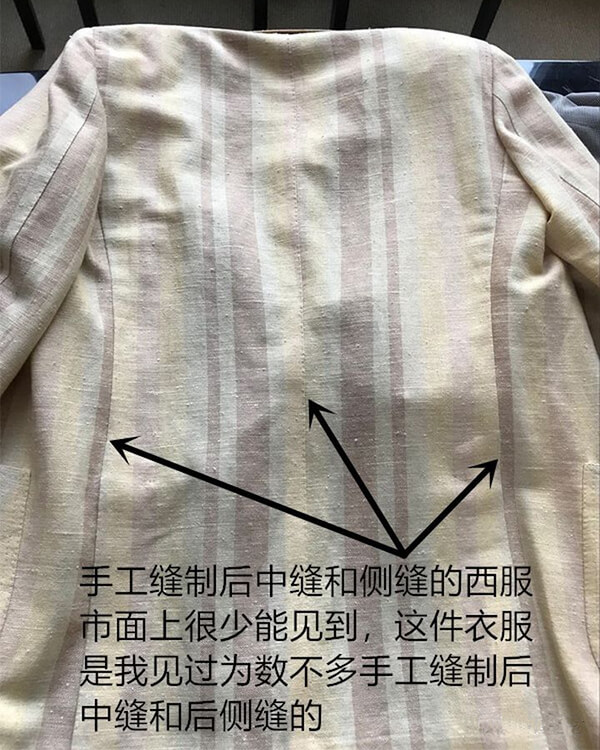 手工缝制后中缝和侧缝的西服
市面上很少能见到，这件衣服
是我见过为数不多手工缝制后
中缝和后侧缝的